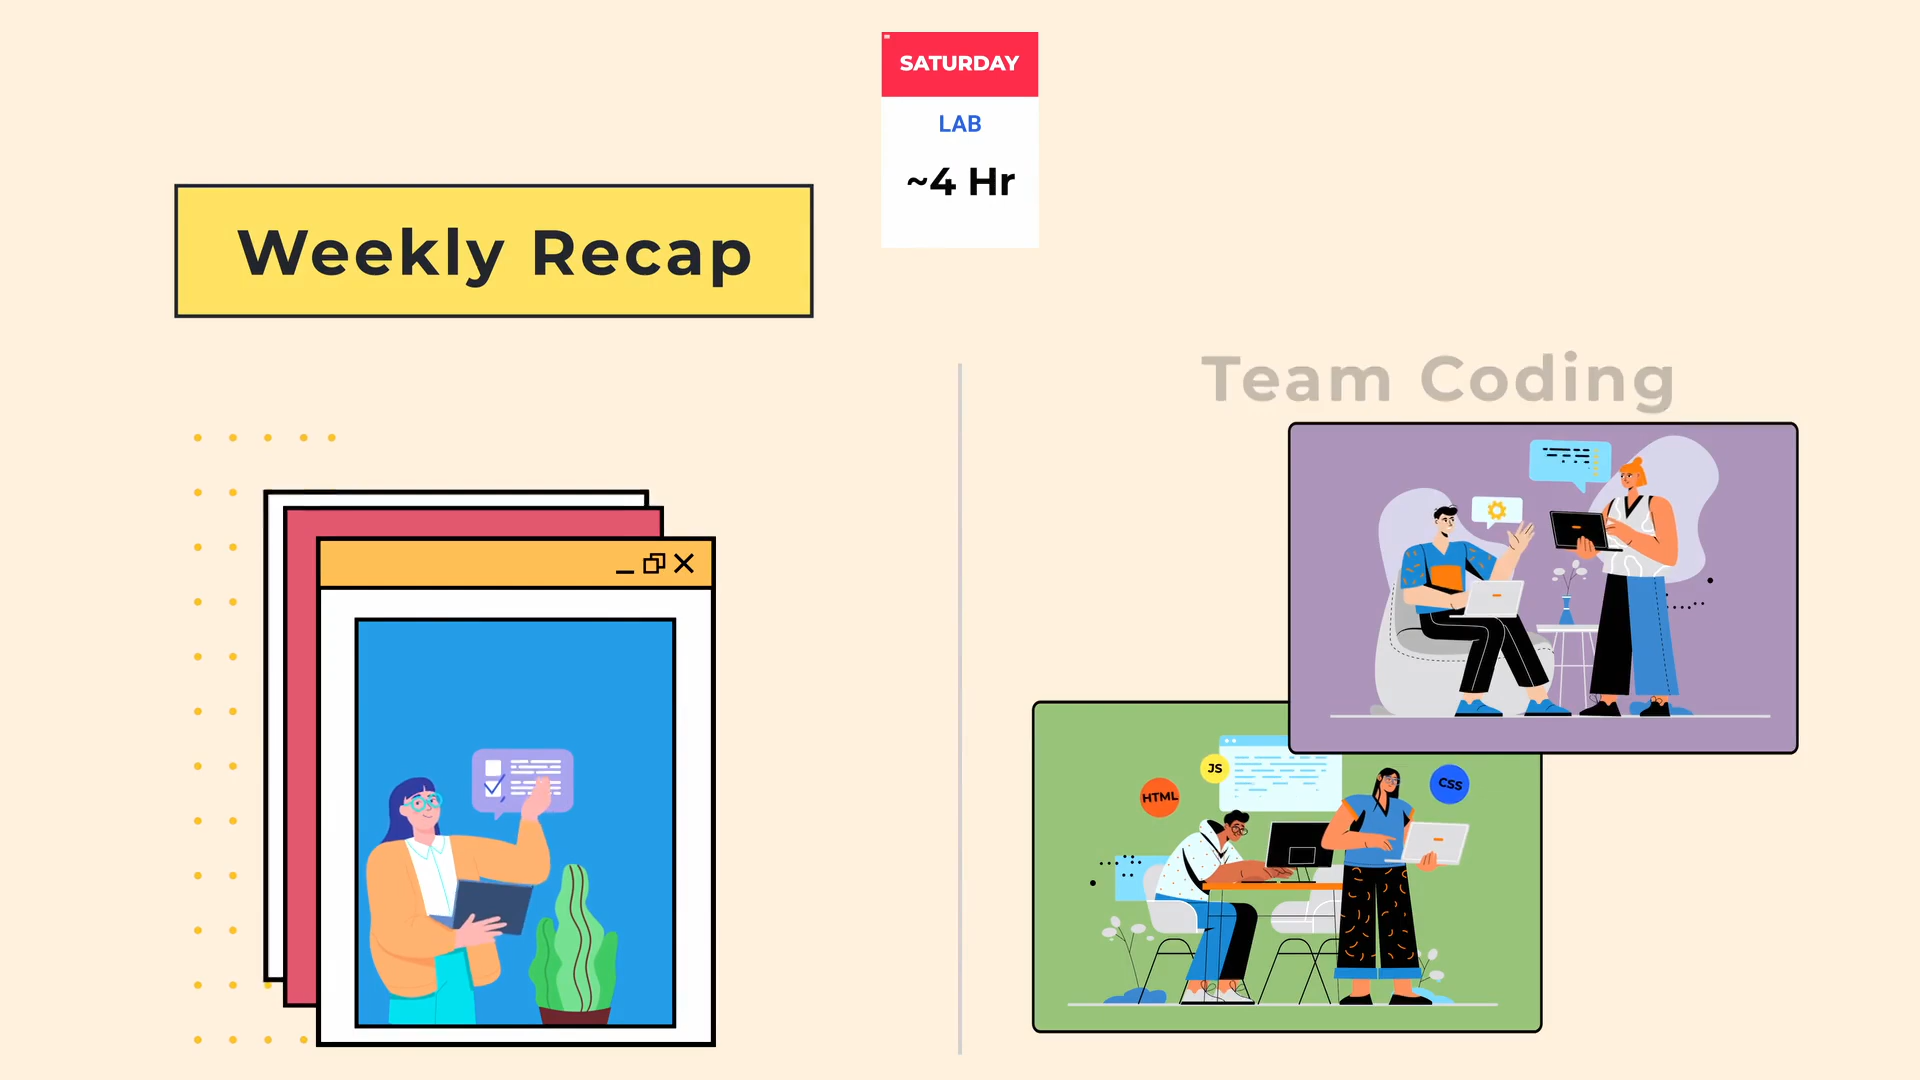 SATURDAY
LAB
~4 Hr
Weekly Recap
Team Coding
JS
HTML
CSS